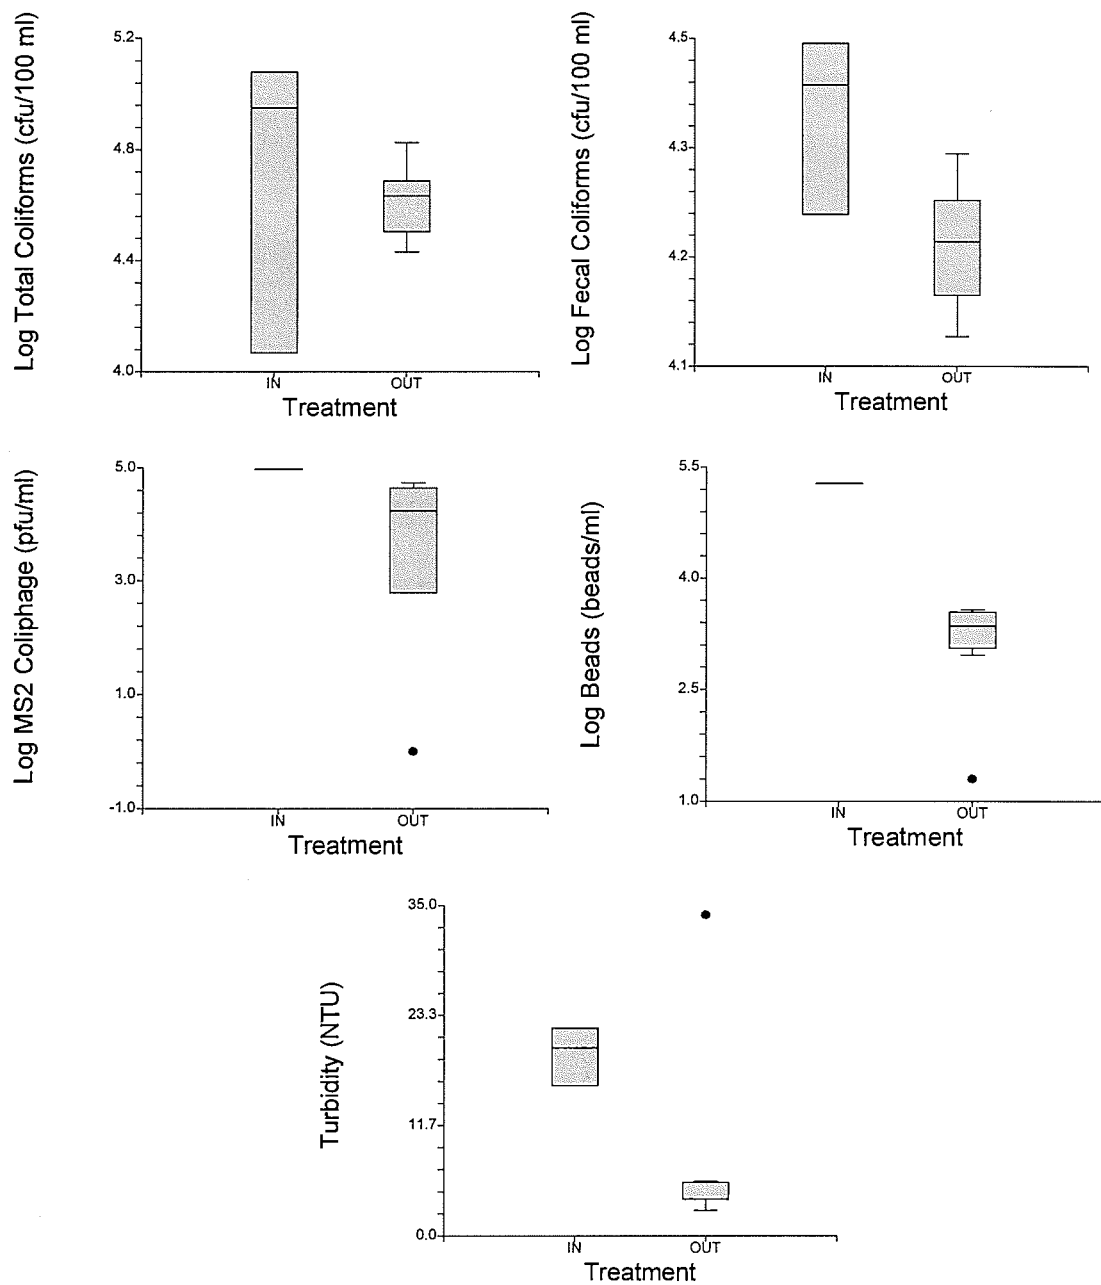 Log Total Coliforms (cfu/100 ml)
5.2
4.8
4.4
4.0
IN
OUT
Treatment
Log Fecal Coliforms (cfu/100 ml)
4.5
4.3
4.2
4.1
IN
OUT
Treatment
Log MS2 Coliphage (pfu/ml)
5.0
3.0
1.0
-1.0
IN
OUT
Treatment
Log Beads (beads/ml)
5.5
4.0
2.5
1.0
IN
OUT
Treatment
Turbidity (NTU)
35.0
23.3
11.7
0.0
IN
OUT
Treatment